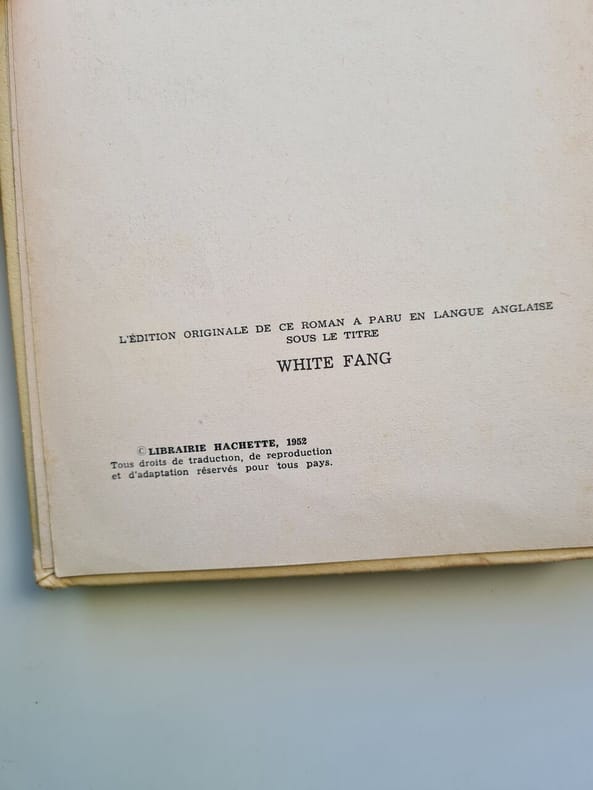 L'ÉDITION ORIGINALE DE CE ROMAN A PARU EN LANGUE ANGLAISE
SOUS LE TITRE
WHITE FANG
© LIBRAIRIE HACHETTE, 1952
Tous droits de traduction, de reproduction
et d'adaptation réservés pour tous pays.